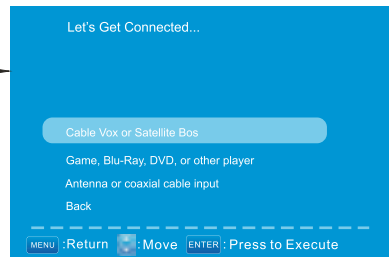 Let's Get Connected...
Cable Vox or Satellite Bos
Game, Blu-Ray, DVD, or other player
Antenna or coaxial cable input
Back
MENU :Return :Move ENTER : Press to Execute